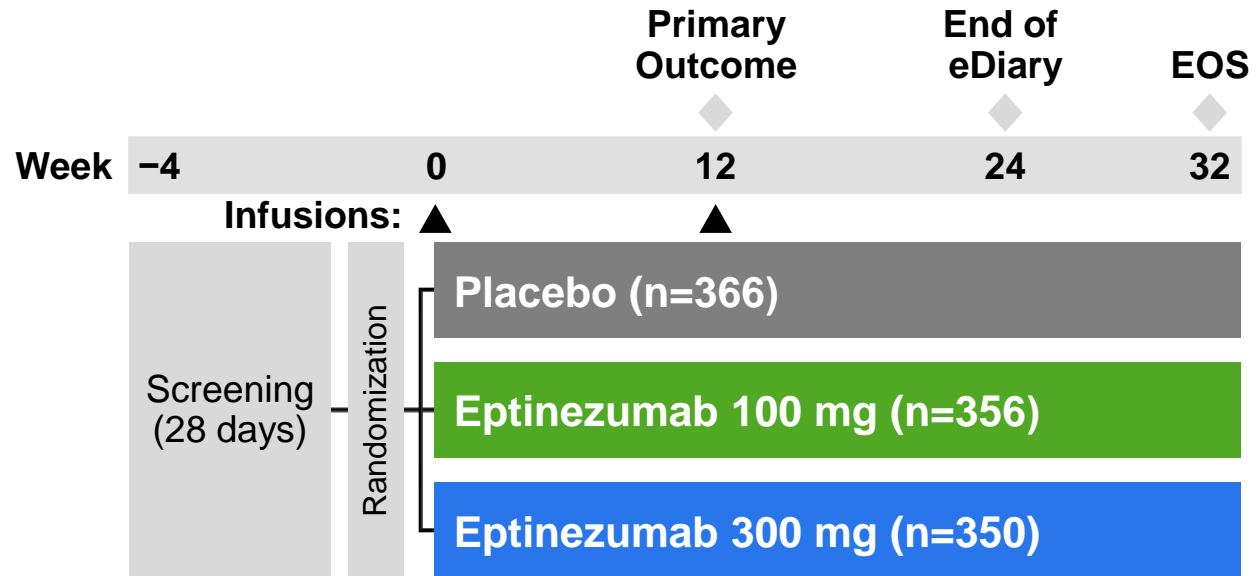 Primary
Outcome
End of
eDiary
EOS
Week −4 0 12 24 32
Infusions:
Screening
(28 days)
Randomization
Placebo (n=366)
Eptinezumab 100 mg (n=356)
Eptinezumab 300 mg (n=350)